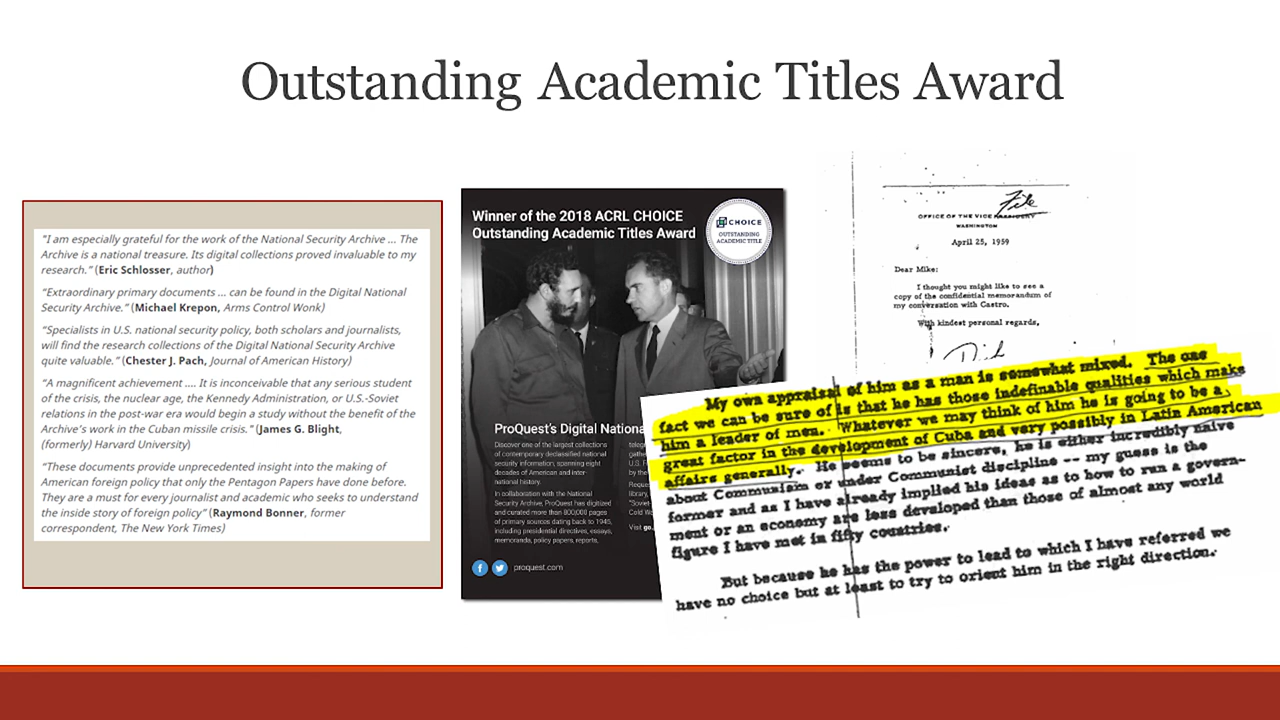 Outstanding Academic Titles Award
"I am especially grateful for the work of the National Security Archive ... The
Archive is a national treasure. Its digital collections proved invaluable to my
research." (Eric Schlosser, author)
"Extraordinary primary documents ... can be found in the Digital National
Security Archive." (Michael Krepon, Arms Control Wonk)
"Specialists in U.S. national security policy, both scholars and journalists,
will find the research collections of the Digital National Security Archive
quite valuable." (Chester J. Pach, Journal of American History)
"A magnificent achievement .... It is inconceivable that any serious student
of the crisis, the nuclear age, the Kennedy Administration, or U.S.-Soviet
relations in the post-war era would begin a study without the benefit of the
Archive's work in the Cuban missile crisis." (James G. Blight,
(formerly) Harvard University)
"These documents provide unprecedented insight into the making of
American foreign policy that only the Pentagon Papers have done before.
They are a must for every journalist and academic who seeks to understand
the inside story of foreign policy" (Raymond Bonner, former
correspondent, The New York Times)
Winner of the 2018 ACRL CHOICE
Outstanding Academic Titles Award
CHOICE
OUTSTANDING
ACADEMIC TITLE
ProQuest's Digital Nationa
Discover one of the largest collections
of contemporary declassified national
security information, spanning eight
decades of American and inter-
national history.
In collaboration with the National
Security Archive, ProQuest has digitized
and curated more than 800,000 pages
of primary sources dating back to 1945,
including presidential directives, essays,
memoranda, policy papers, reports,
teleg
gathe
U.S. F
by the
Reque
library,
"Soviet-
Cold Wa
Visit go.
proquest.com
File
OFFICE OF THE VICE PRESIDENT
WASHINGTON
April 25, 1959
Dear Mike:
I thought you might like to see a
copy of the confidential memorandum of
my conversation with Castro.
With kindest personal regards,
Dick
My own appraisal of him as a man is somewhat mixed. The one
fact we can be sure of is that he has those indefinable qualities which make
him a leader of men. Whatever we may think of him he is going to be a
great factor in the development of Cuba and very possibly in Latin American
affairs generally. He seems to be sincere, he is either incredibly naive
about Communism or under Communist discipline -- my guess is the
former and as I have already implied his ideas as to how to run a govern-
ment or an economy are less developed than those of almost any world
figure I have met in fifty countries.
But because he has the power to lead to which I have referred we
have no choice but at least to try to orient him in the right direction.